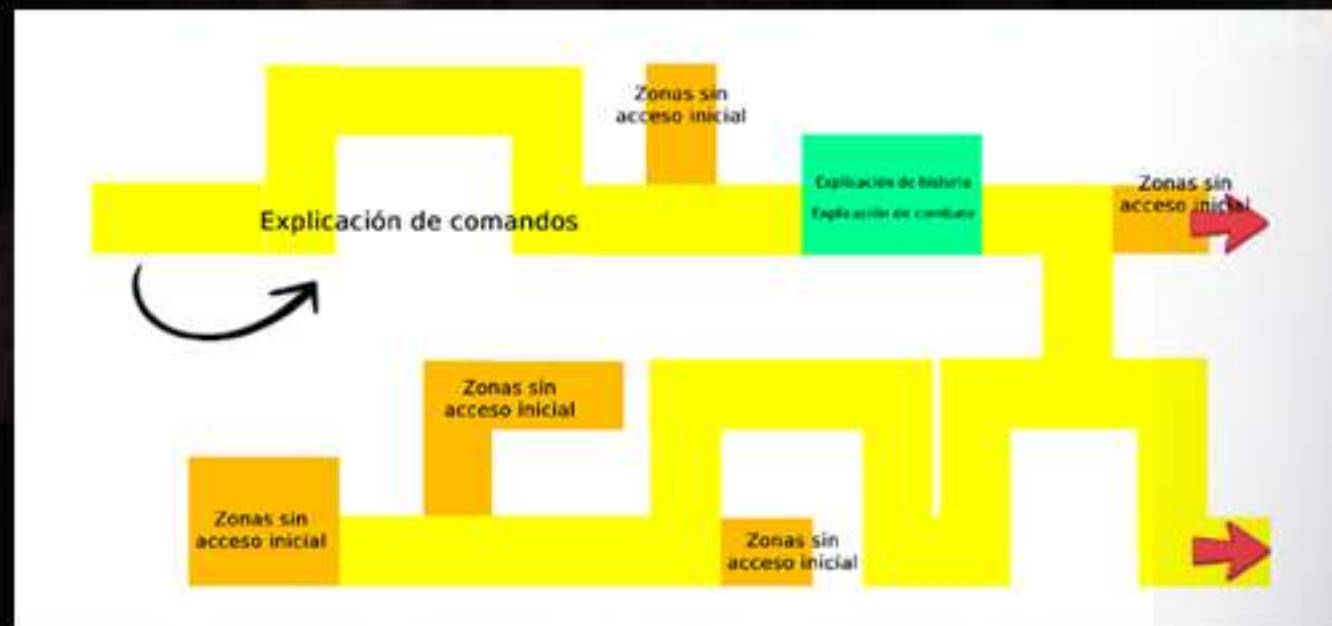 Zonas sin
acceso inicial
Explicación de historia
Explicación de combate
Zonas sin
acceso inicial
Explicación de comandos
Zonas sin
acceso inicial
Zonas sin
acceso inicial
Zonas sin
acceso inicial